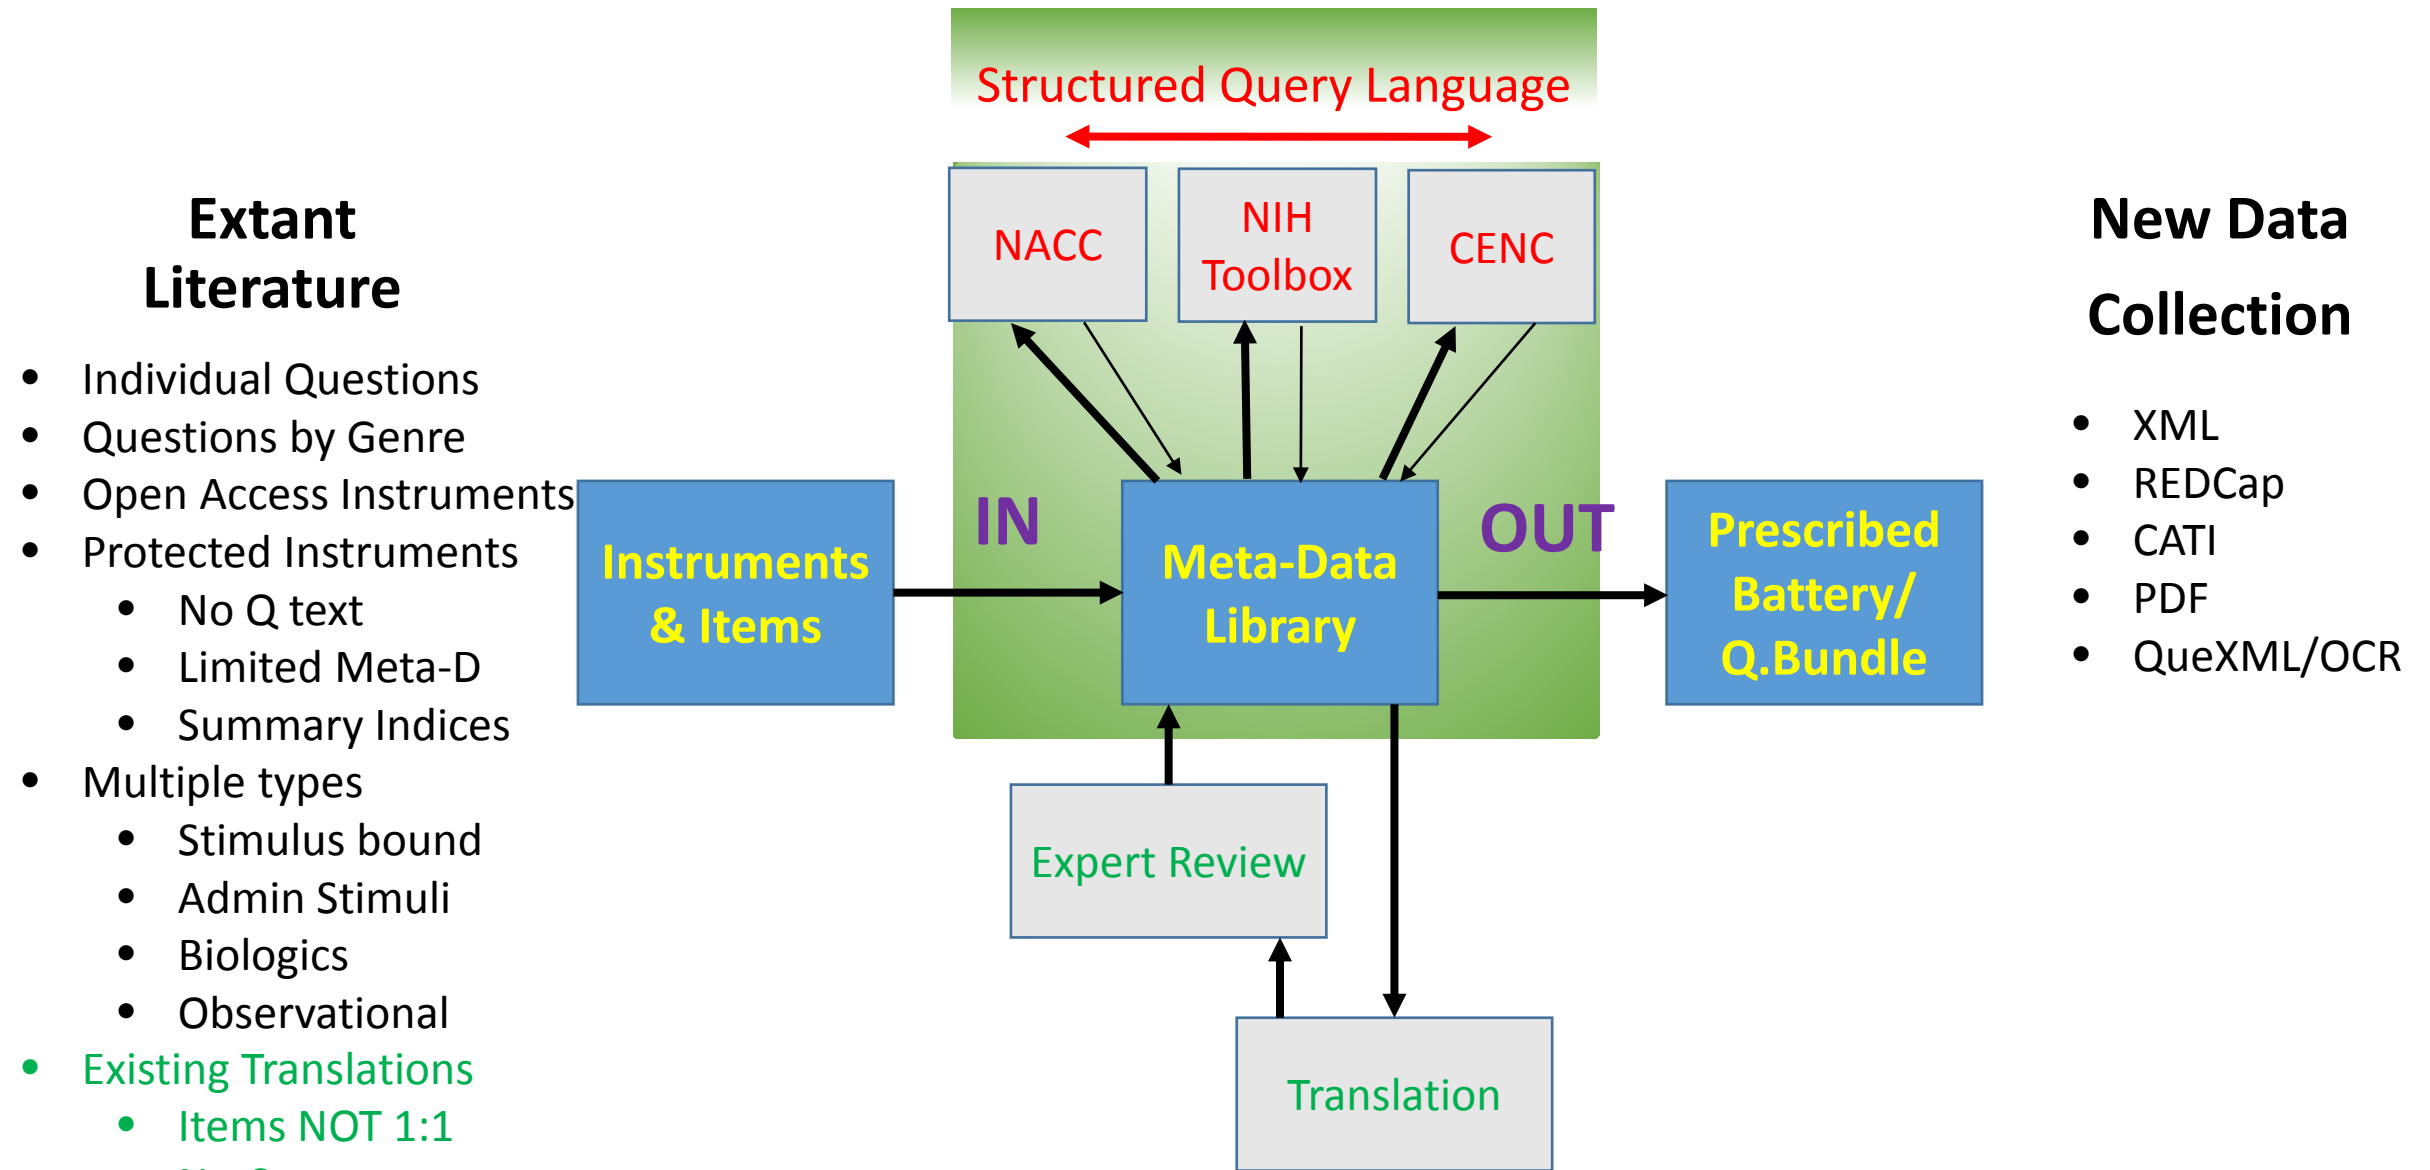 Structured Query Language
Extant
Literature
• Individual Questions
• Questions by Genre
• Open Access Instruments
• Protected Instruments
• No Q text
• Limited Meta-D
• Summary Indices
• Multiple types
• Stimulus bound
• Admin Stimuli
• Biologics
• Observational
• Existing Translations
• Items NOT 1:1
Instruments
& Items
NACC
NIH
Toolbox
CENC
IN
Meta-Data
Library
OUT
Expert Review
Translation
Prescribed
Battery/
Q.Bundle
New Data
Collection
• XML
• REDCap
• CATI
• PDF
• QueXML/OCR